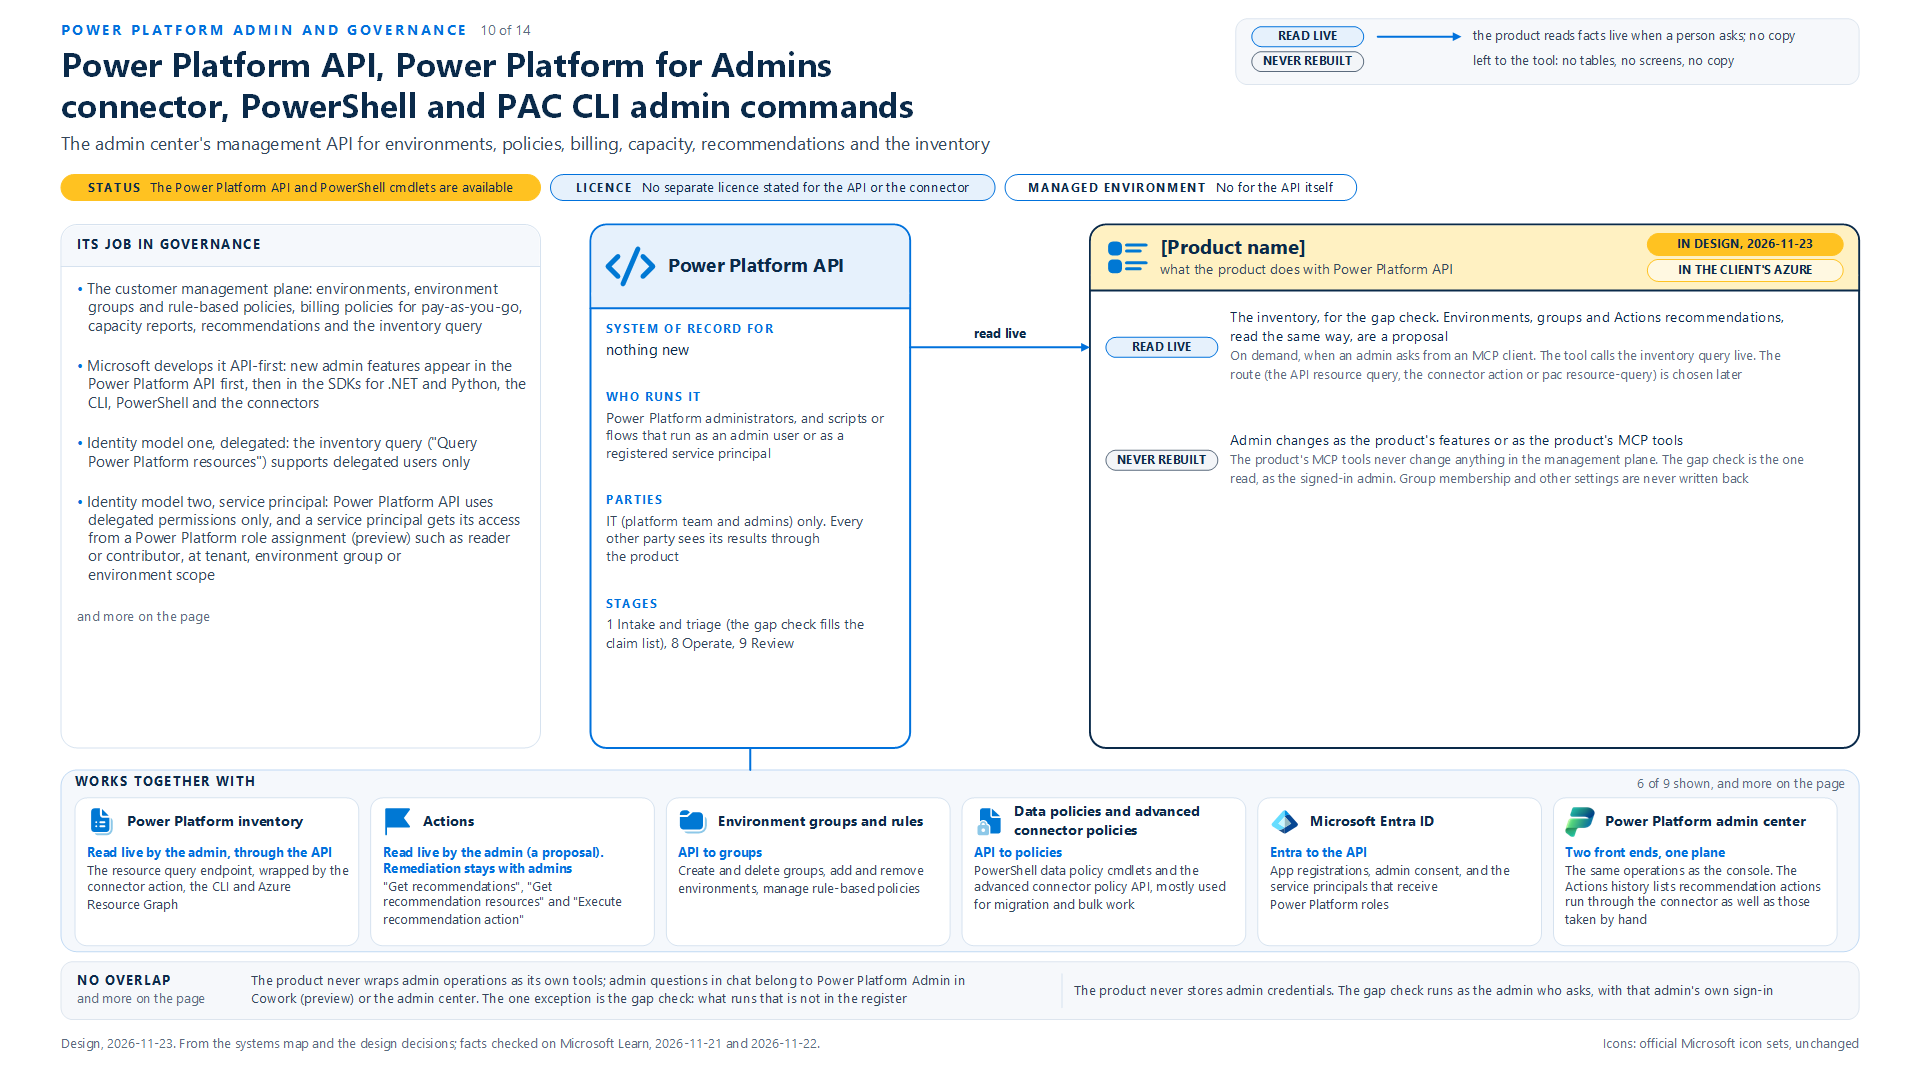 POWER PLATFORM ADMIN AND GOVERNANCE 10 of 14
Power Platform API, Power Platform for Admins
connector, PowerShell and PAC CLI admin commands
The admin center's management API for environments, policies, billing, capacity, recommendations and the inventory
READ LIVE the product reads facts live when a person asks; no copy
NEVER REBUILT left to the tool: no tables, no screens, no copy
STATUS The Power Platform API and PowerShell cmdlets are available
LICENCE No separate licence stated for the API or the connector
MANAGED ENVIRONMENT No for the API itself
ITS JOB IN GOVERNANCE
• The customer management plane: environments, environment
groups and rule-based policies, billing policies for pay-as-you-go,
capacity reports, recommendations and the inventory query
• Microsoft develops it API-first: new admin features appear in the
Power Platform API first, then in the SDKs for .NET and Python, the
CLI, PowerShell and the connectors
• Identity model one, delegated: the inventory query ("Query
Power Platform resources") supports delegated users only
• Identity model two, service principal: Power Platform API uses
delegated permissions only, and a service principal gets its access
from a Power Platform role assignment (preview) such as reader
or contributor, at tenant, environment group or
environment scope
and more on the page
Power Platform API
SYSTEM OF RECORD FOR
nothing new
WHO RUNS IT
Power Platform administrators, and scripts or
flows that run as an admin user or as a
registered service principal
PARTIES
IT (platform team and admins) only. Every
other party sees its results through
the product
STAGES
1 Intake and triage (the gap check fills the
claim list), 8 Operate, 9 Review
read live
[Product name]
what the product does with Power Platform API
IN DESIGN, 2026-11-23
IN THE CLIENT'S AZURE
READ LIVE
The inventory, for the gap check. Environments, groups and Actions recommendations,
read the same way, are a proposal
On demand, when an admin asks from an MCP client. The tool calls the inventory query live. The
route (the API resource query, the connector action or pac resource-query) is chosen later
NEVER REBUILT
Admin changes as the product's features or as the product's MCP tools
The product's MCP tools never change anything in the management plane. The gap check is the one
read, as the signed-in admin. Group membership and other settings are never written back
WORKS TOGETHER WITH
6 of 9 shown, and more on the page
Power Platform inventory
Read live by the admin, through the API
The resource query endpoint, wrapped by the
connector action, the CLI and Azure
Resource Graph
Actions
Read live by the admin (a proposal).
Remediation stays with admins
"Get recommendations", "Get
recommendation resources" and "Execute
recommendation action"
Environment groups and rules
API to groups
Create and delete groups, add and remove
environments, manage rule-based policies
Data policies and advanced
connector policies
API to policies
PowerShell data policy cmdlets and the
advanced connector policy API, mostly used
for migration and bulk work
Microsoft Entra ID
Entra to the API
App registrations, admin consent, and the
service principals that receive
Power Platform roles
Power Platform admin center
Two front ends, one plane
The same operations as the console. The
Actions history lists recommendation actions
run through the connector as well as those
taken by hand
NO OVERLAP
and more on the page
The product never wraps admin operations as its own tools; admin questions in chat belong to Power Platform Admin in
Cowork (preview) or the admin center. The one exception is the gap check: what runs that is not in the register
The product never stores admin credentials. The gap check runs as the admin who asks, with that admin's own sign-in
Design, 2026-11-23. From the systems map and the design decisions; facts checked on Microsoft Learn, 2026-11-21 and 2026-11-22.
Icons: official Microsoft icon sets, unchanged